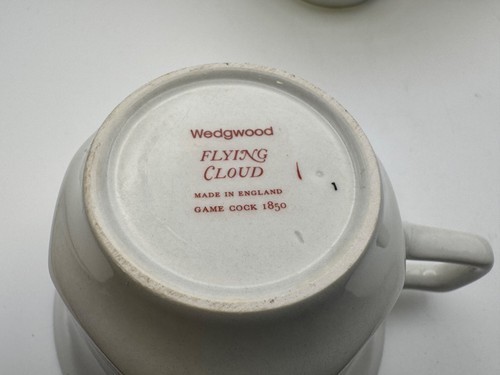 Wedgwood
FLYING
CLOUD
MADE IN ENGLAND
GAME COCK 1850